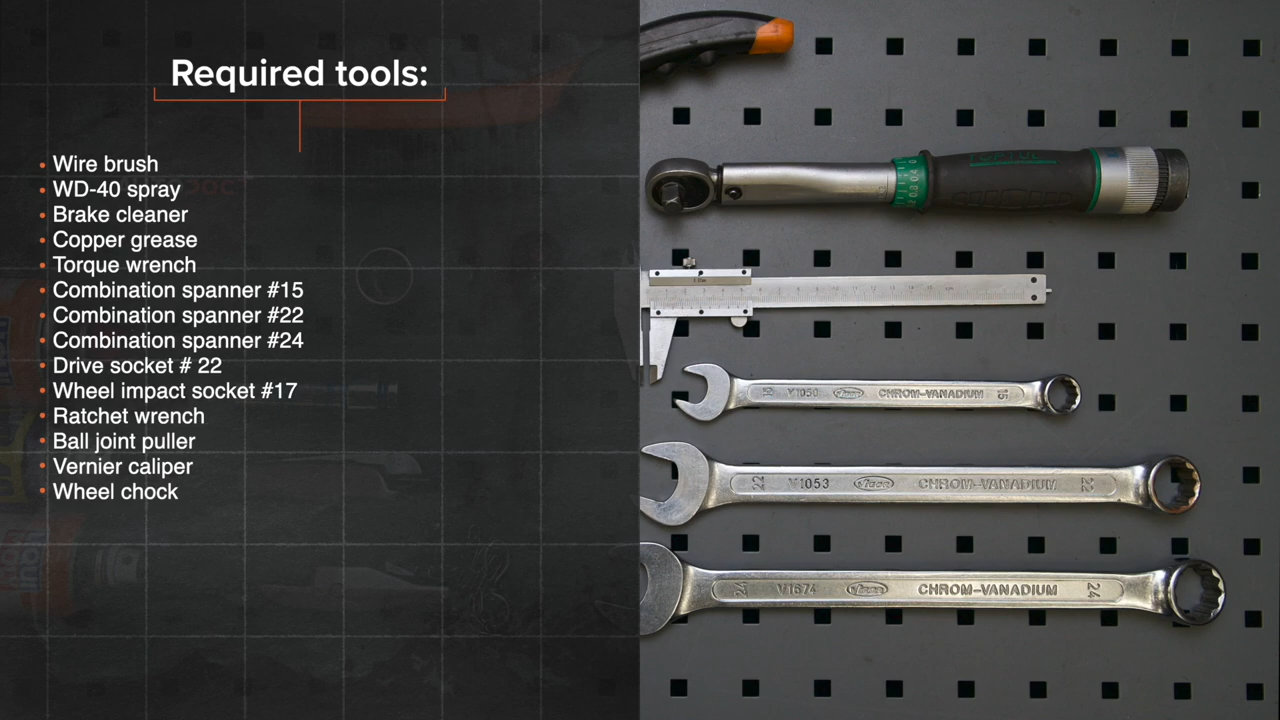 Required tools:
• Wire brush
• WD-40 spray
• Brake cleaner
• Copper grease
• Torque wrench
• Combination spanner #15
• Combination spanner #22
• Combination spanner #24
• Drive socket # 22
• Wheel impact socket #17
• Ratchet wrench
• Ball joint puller
• Vernier caliper
• Wheel chock
TOPTUL
15 V1050 CHROM-VANADIUM 15
22 V1053 CHROM-VANADIUM 22
24 V1674 CHROM-VANADIUM 24